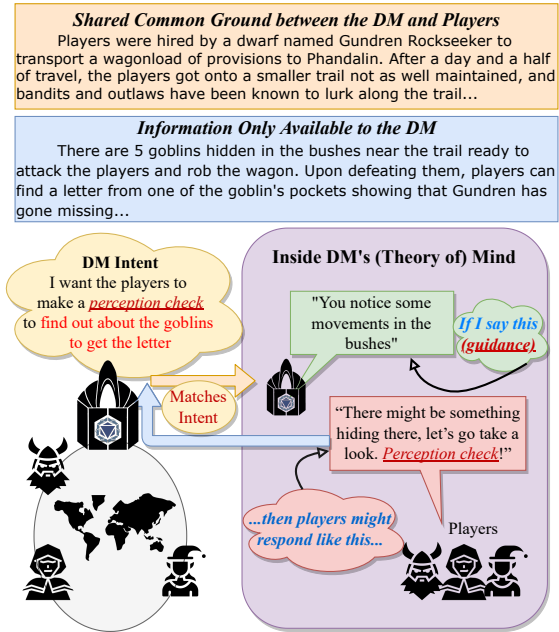 Shared Common Ground between the DM and Players
Players were hired by a dwarf named Gundren Rockseeker to
transport a wagonload of provisions to Phandalin. After a day and a half
of travel, the players got onto a smaller trail not as well maintained, and
bandits and outlaws have been known to lurk along the trail...
Information Only Available to the DM
There are 5 goblins hidden in the bushes near the trail ready to
attack the players and rob the wagon. Upon defeating them, players can
find a letter from one of the goblin's pockets showing that Gundren has
gone missing...
DM Intent
I want the players to
make a perception check
to find out about the goblins
to get the letter
Matches
Intent
Inside DM's (Theory of) Mind
"You notice some
movements in the
bushes"
If I say this
(guidance)
“There might be something
hiding there, let's go take a
look. Perception check!”
...then players might
respond like this...
Players